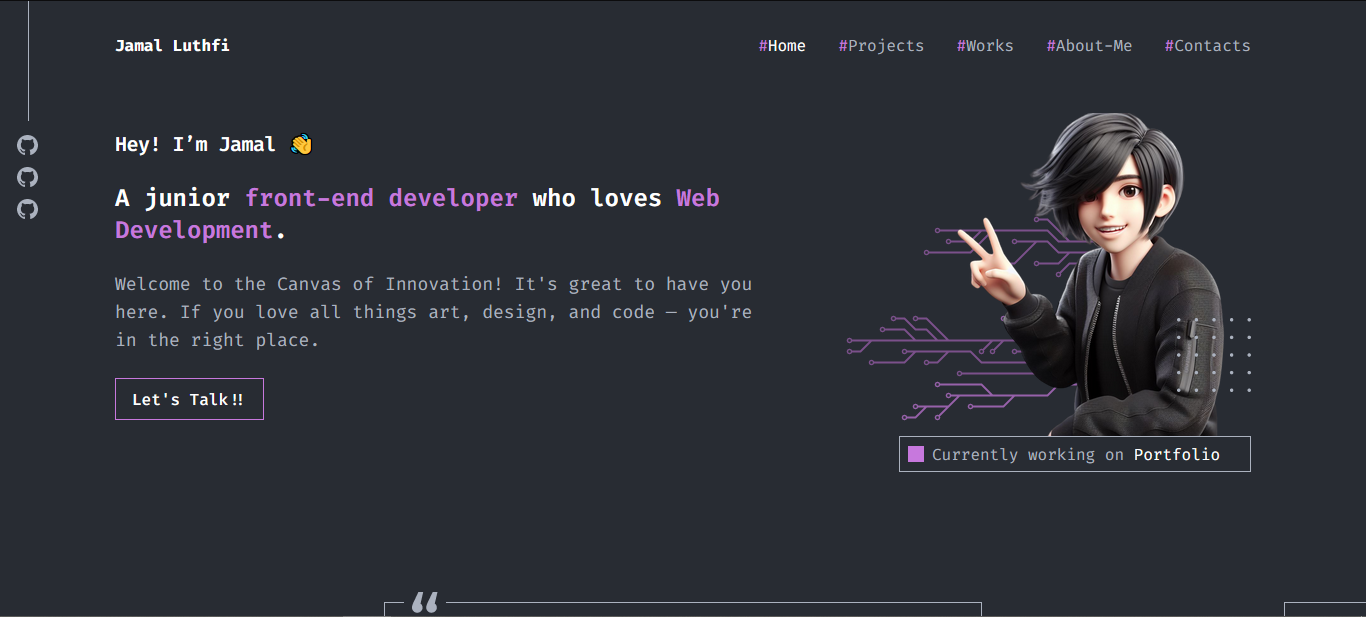 Jamal Luthfi
#Home #Projects #Works #About-Me #Contacts
Hey! I’m Jamal 👋
A junior front-end developer who loves Web
Development.
Welcome to the Canvas of Innovation! It's great to have you
here. If you love all things art, design, and code — you're
in the right place.
Let's Talk!!
Currently working on Portfolio
“